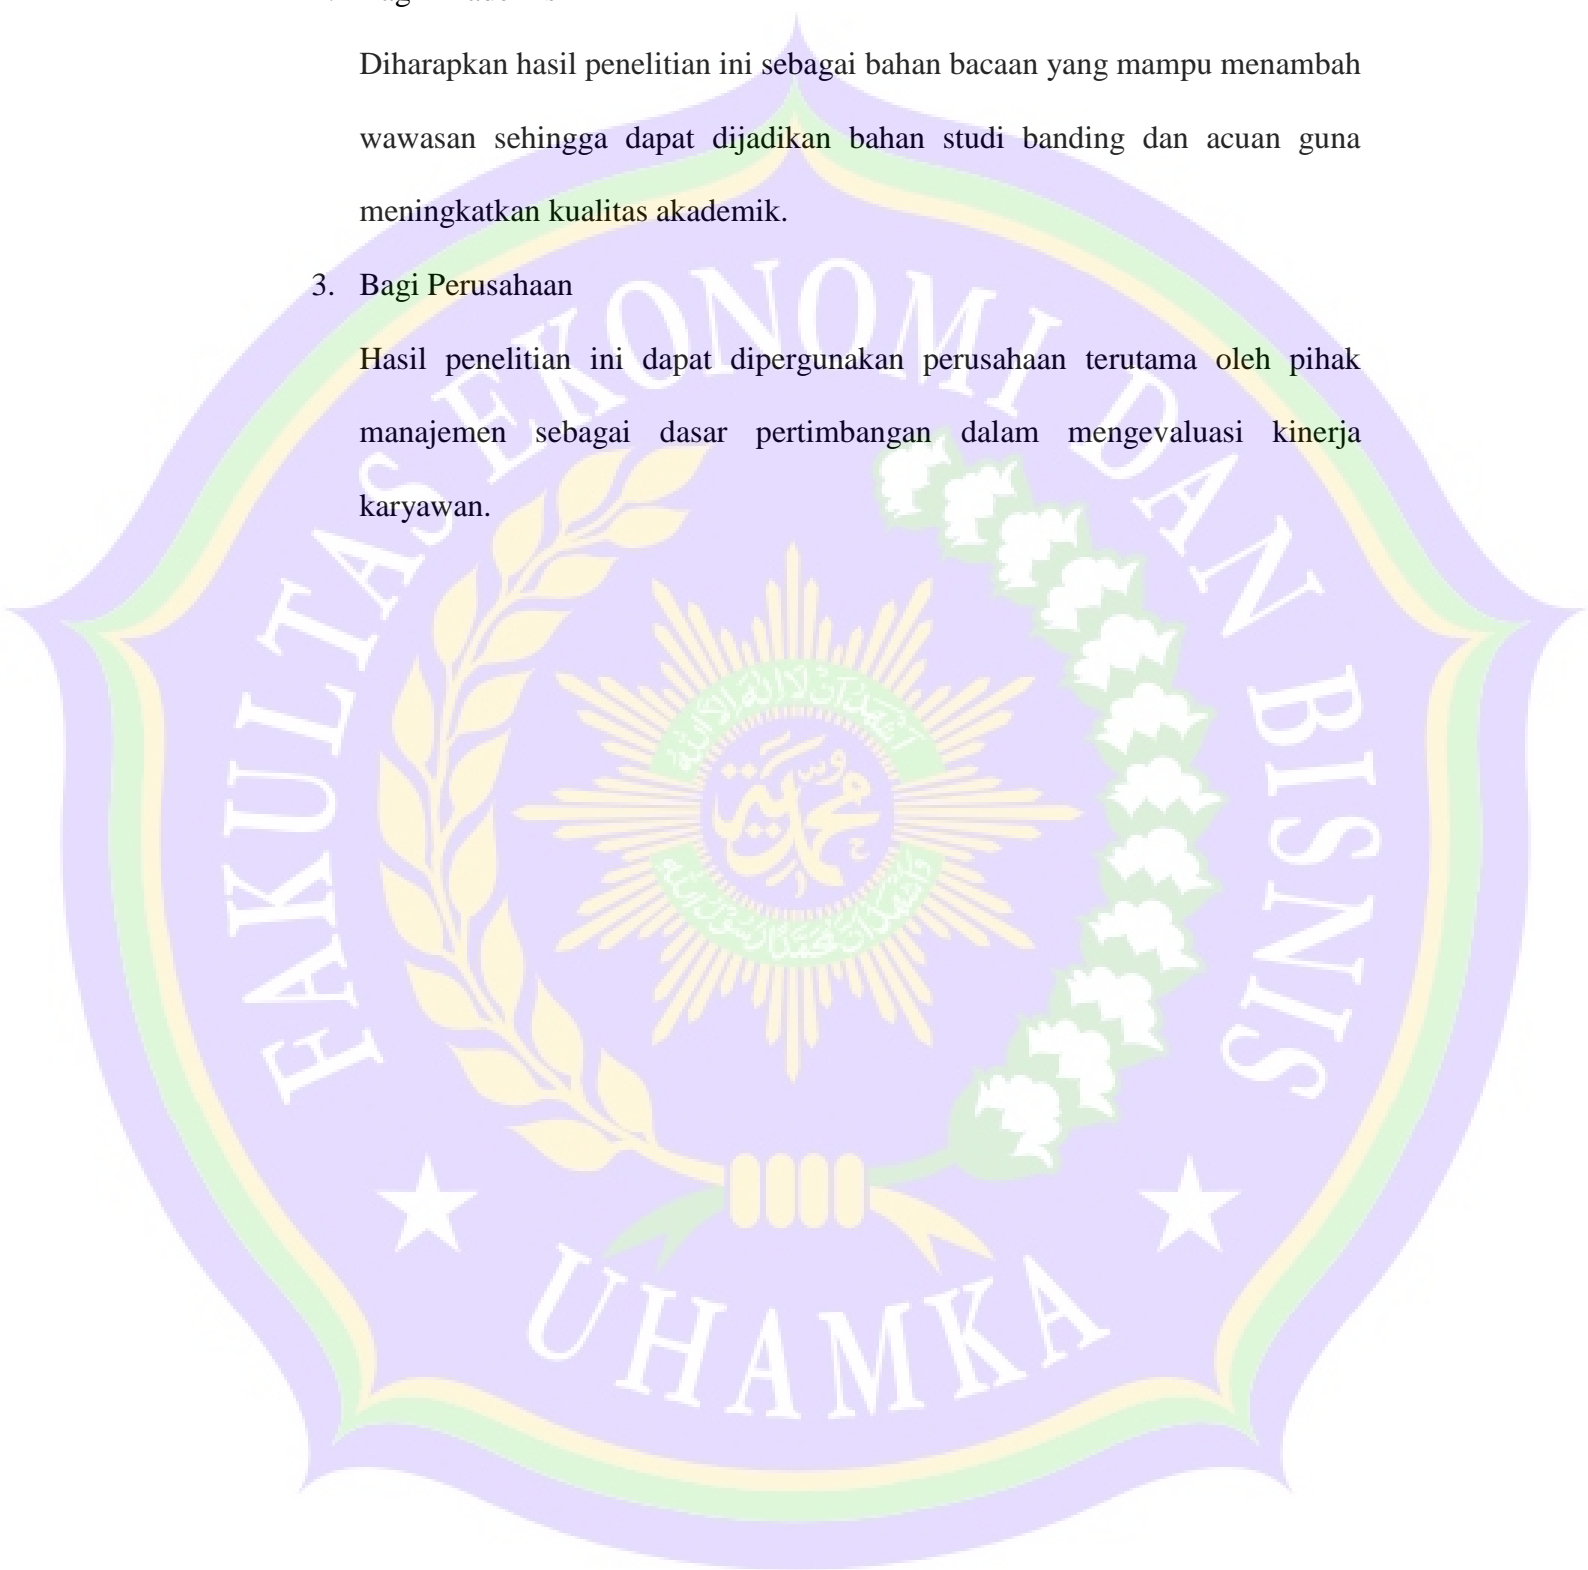 Diharapkan hasil penelitian ini sebagai bahan bacaan yang mampu menambah
wawasan sehingga dapat dijadikan bahan studi banding dan acuan guna
meningkatkan kualitas akademik.
3. Bagi Perusahaan
Hasil penelitian ini dapat dipergunakan perusahaan terutama oleh pihak
manajemen sebagai dasar pertimbangan dalam mengevaluasi kinerja
karyawan.
FAKULTAS EKONOMI DAN BISNIS
محمدية
UHAMKA